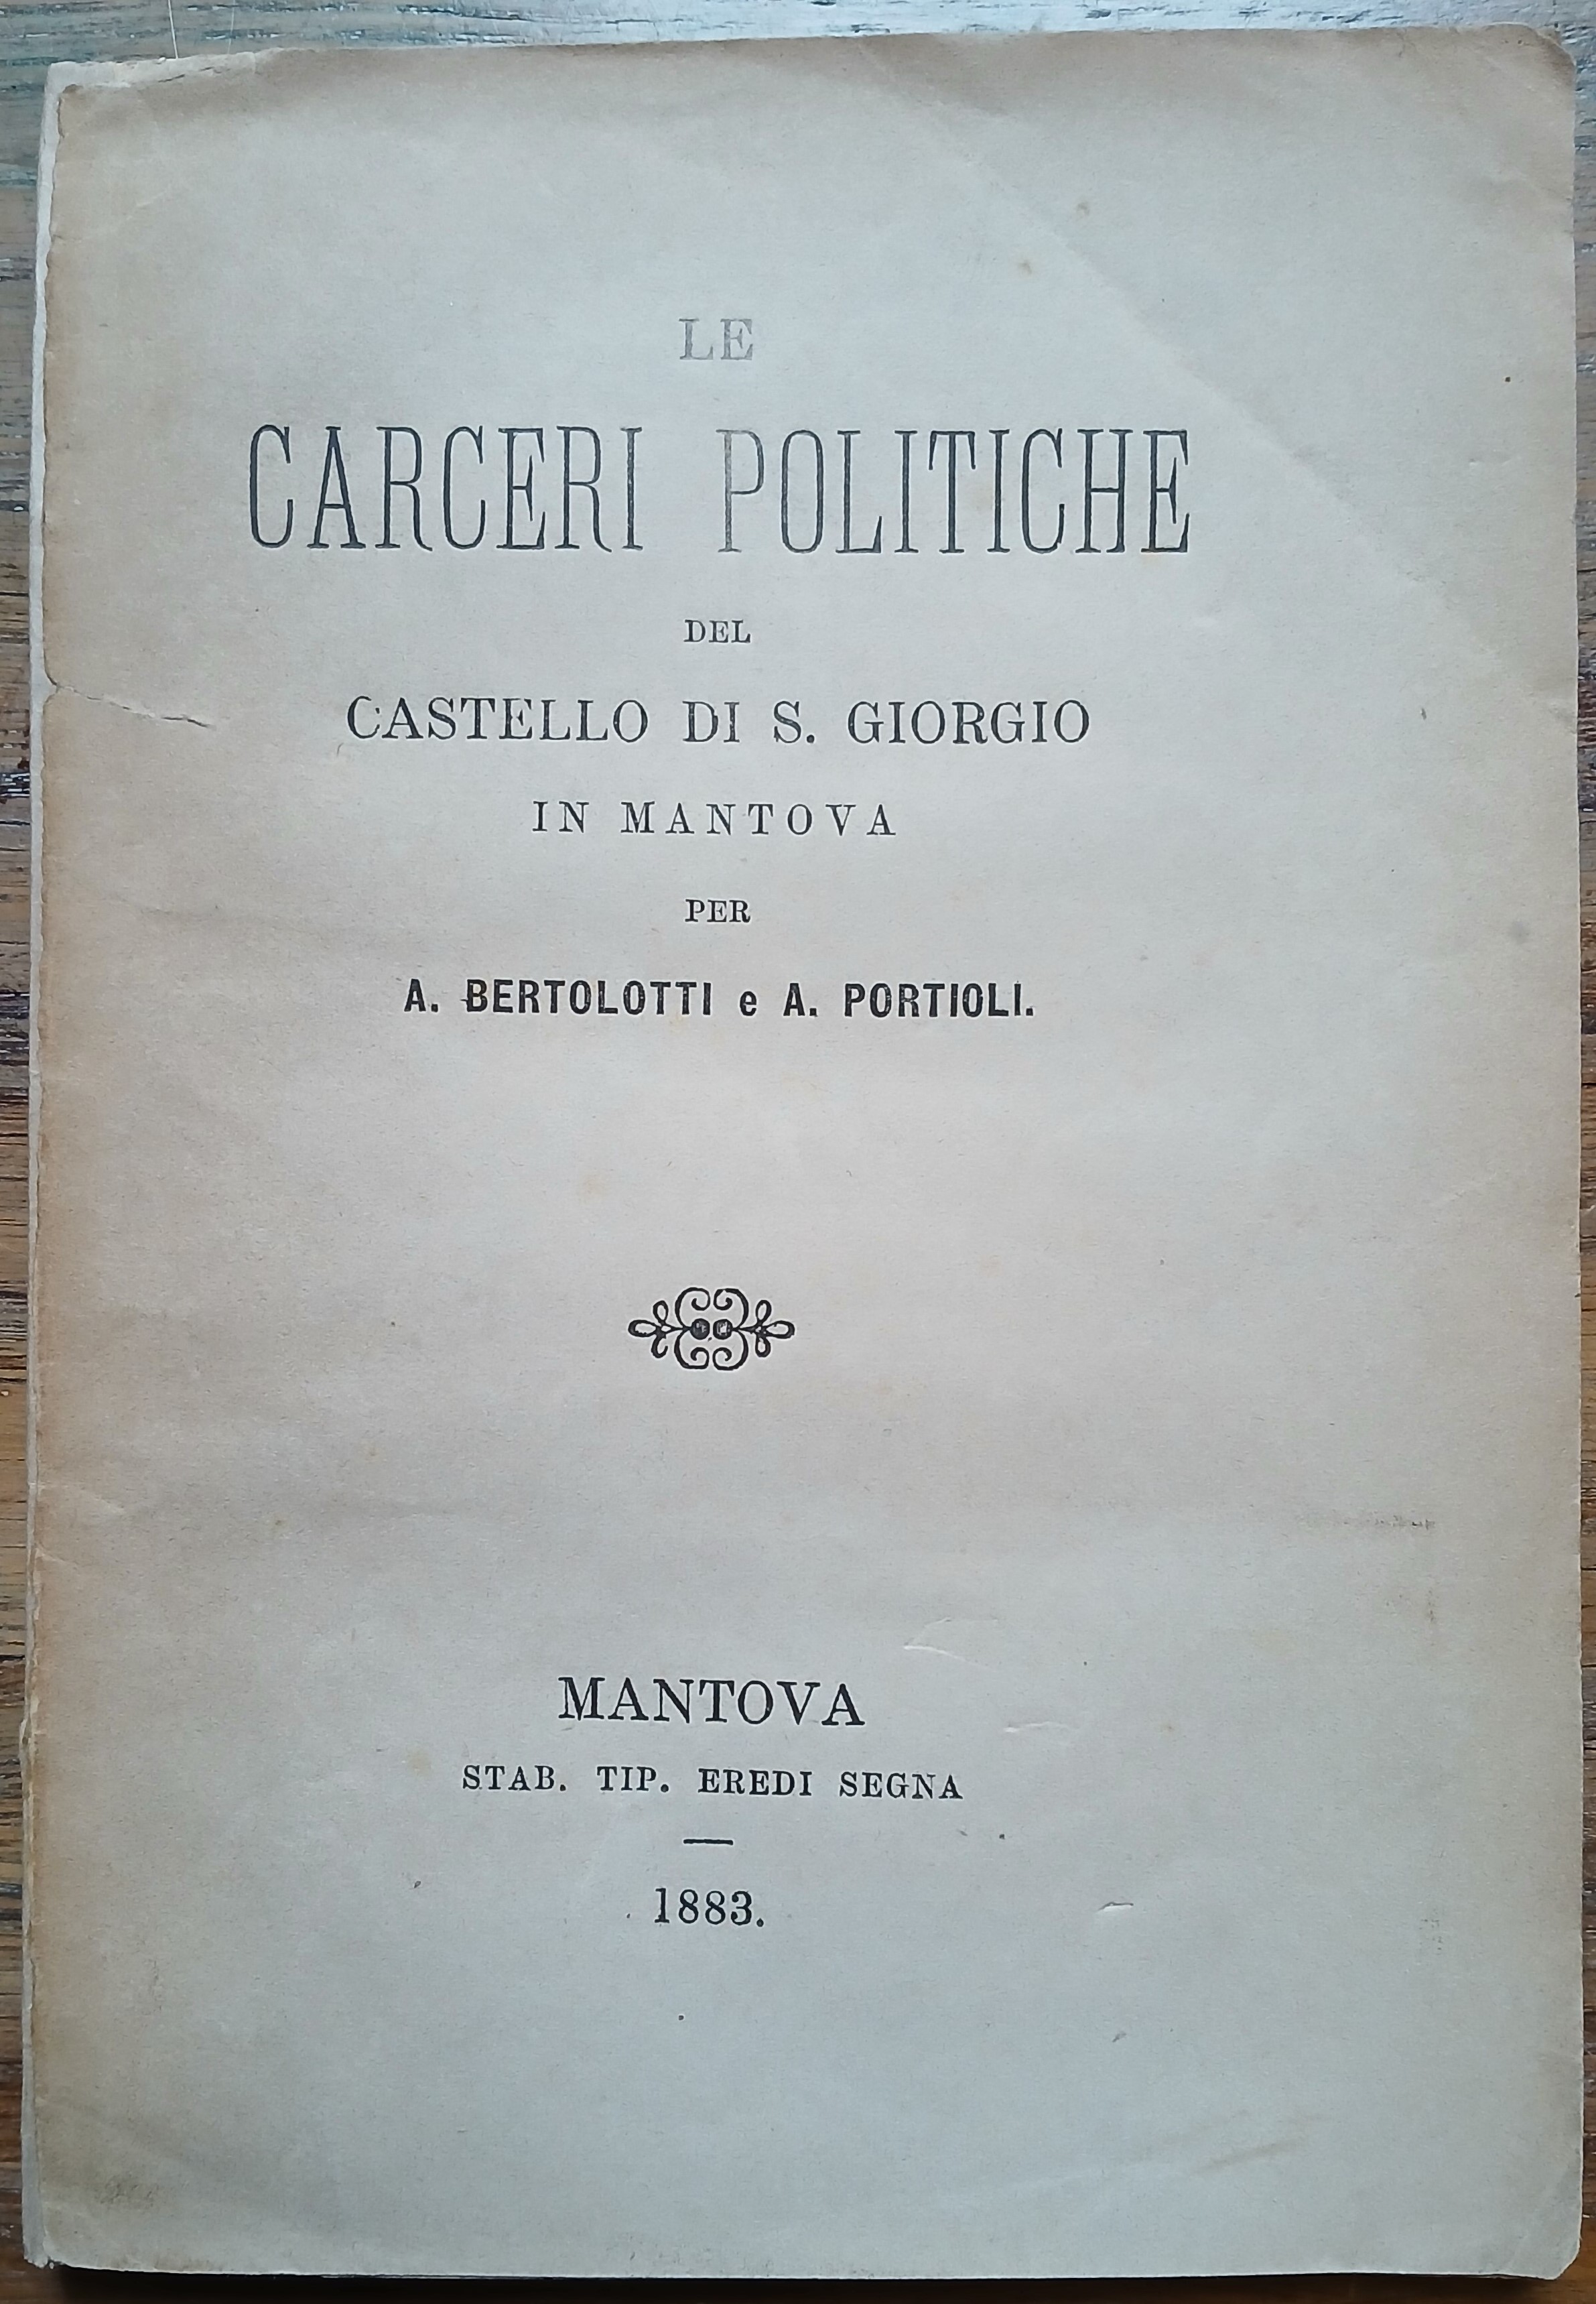 LE
CARCERI POLITICHE
DEL
CASTELLO DI S. GIORGIO
IN MANTOVA
PER
A. BERTOLOTTI e A. PORTIOLI.
MANTOVA
STAB. TIP. EREDI SEGNA
1883.